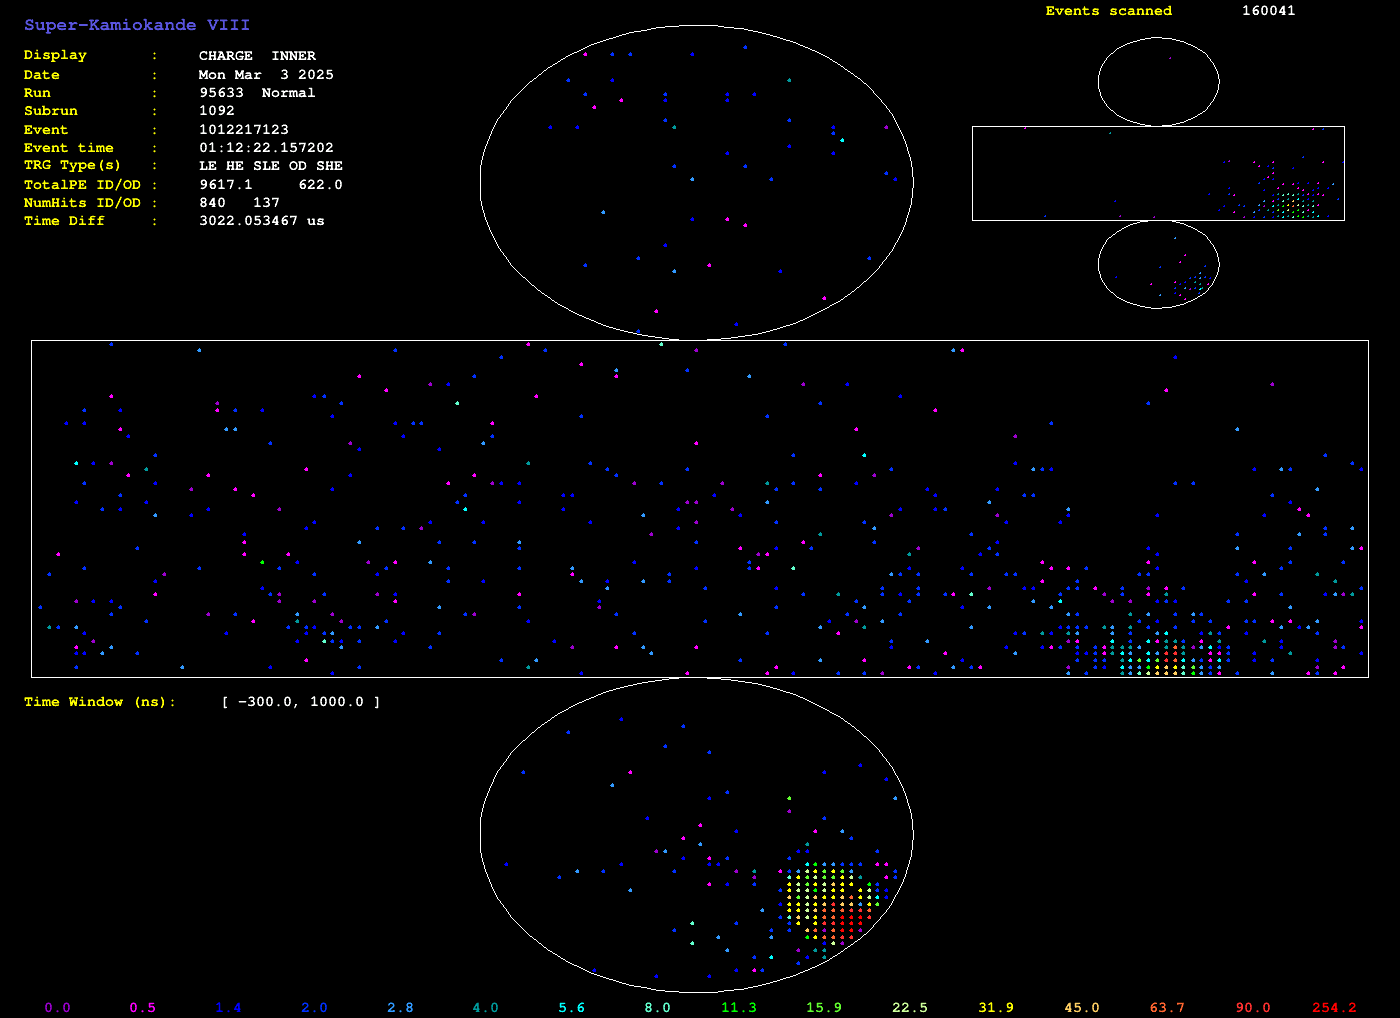 Super-Kamiokande VIII
Events scanned 160041
Display : CHARGE INNER
Date : Mon Mar 3 2025
Run : 95633 Normal
Subrun : 1092
Event : 1012217123
Event time : 01:12:22.157202
TRG Type(s) : LE HE SLE OD SHE
TotalPE ID/OD : 9617.1 622.0
NumHits ID/OD : 840 137
Time Diff : 3022.053467 us
Time Window (ns): [ -300.0, 1000.0 ]
0.0 0.5 1.4 2.0 2.8 4.0 5.6 8.0 11.3 15.9 22.5 31.9 45.0 63.7 90.0 254.2